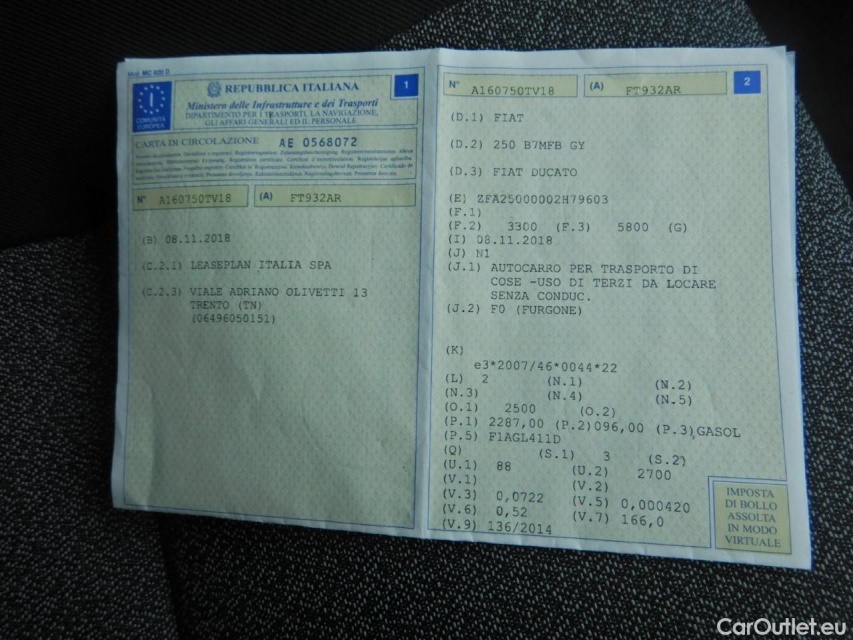 Mod. MC 820 D
REPUBBLICA ITALIANA
1
Ministero delle Infrastrutture e dei Trasporti
DIPARTIMENTO PER I TRASPORTI, LA NAVIGAZIONE,
GLI AFFARI GENERALI ED IL PERSONALE
I
COMUNITÀ
EUROPEA
CARTA DI CIRCOLAZIONE AE 0568072
N° A160750TV18 (A) FT932AR
(B) 08.11.2018
(C.2.1) LEASEPLAN ITALIA SPA
(C.2.3) VIALE ADRIANO OLIVETTI 13
TRENTO (TN)
(06496050151)
N° A160750TV18 (A) FT932AR 2
(D.1) FIAT
(D.2) 250 B7MFB GY
(D.3) FIAT DUCATO
(E) ZFA25000002H79603
(F.1)
(F.2) 3300 (F.3) 5800 (G)
(I) 08.11.2018
(J) N1
(J.1) AUTOCARRO PER TRASPORTO DI
COSE -USO DI TERZI DA LOCARE
SENZA CONDUC.
(J.2) F0 (FURGONE)
(K)
e3*2007/46*0044*22
(L) 2 (N.1) (N.2)
(N.3) (N.4) (N.5)
(O.1) 2500 (O.2)
(P.1) 2287,00 (P.2)096,00 (P.3)GASOL
(P.5) F1AGL411D
(Q) (S.1) 3 (S.2)
(U.1) 88 (U.2) 2700
(V.1) (V.2)
(V.3) 0,0722 (V.5) 0,000420
(V.6) 0,52 (V.7) 166,0
(V.9) 136/2014
IMPOSTA
DI BOLLO
ASSOLTA
IN MODO
VIRTUALE
CarOutlet.eu